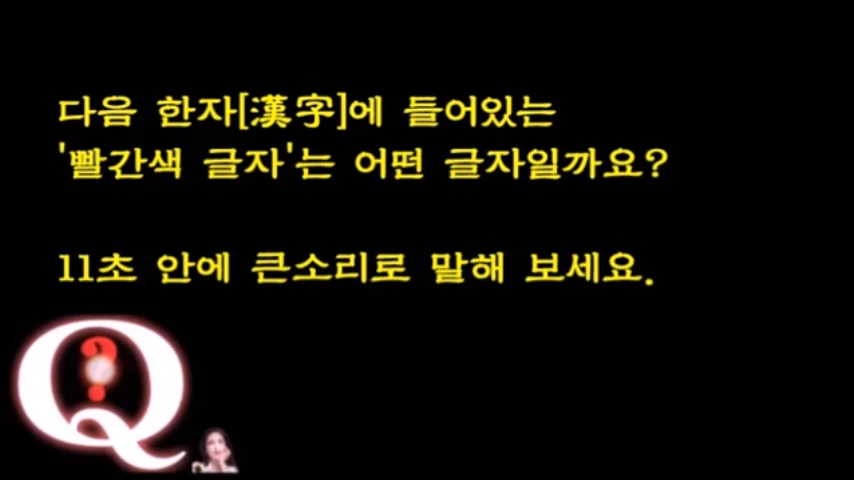 다음 한자[漢字]에 들어있는
'빨간색 글자'는 어떤 글자일까요?
11초 안에 큰소리로 말해 보세요.
Q
?